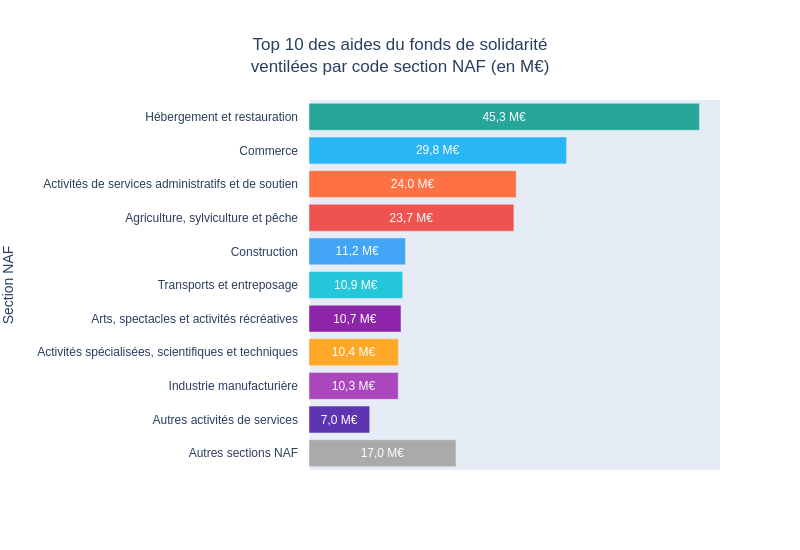 Top 10 des aides du fonds de solidarité
ventilées par code section NAF (en M€)
Section NAF
Hébergement et restauration 45,3 M€
Commerce 29,8 M€
Activités de services administratifs et de soutien 24,0 M€
Agriculture, sylviculture et pêche 23,7 M€
Construction 11,2 M€
Transports et entreposage 10,9 M€
Arts, spectacles et activités récréatives 10,7 M€
Activités spécialisées, scientifiques et techniques 10,4 M€
Industrie manufacturière 10,3 M€
Autres activités de services 7,0 M€
Autres sections NAF 17,0 M€